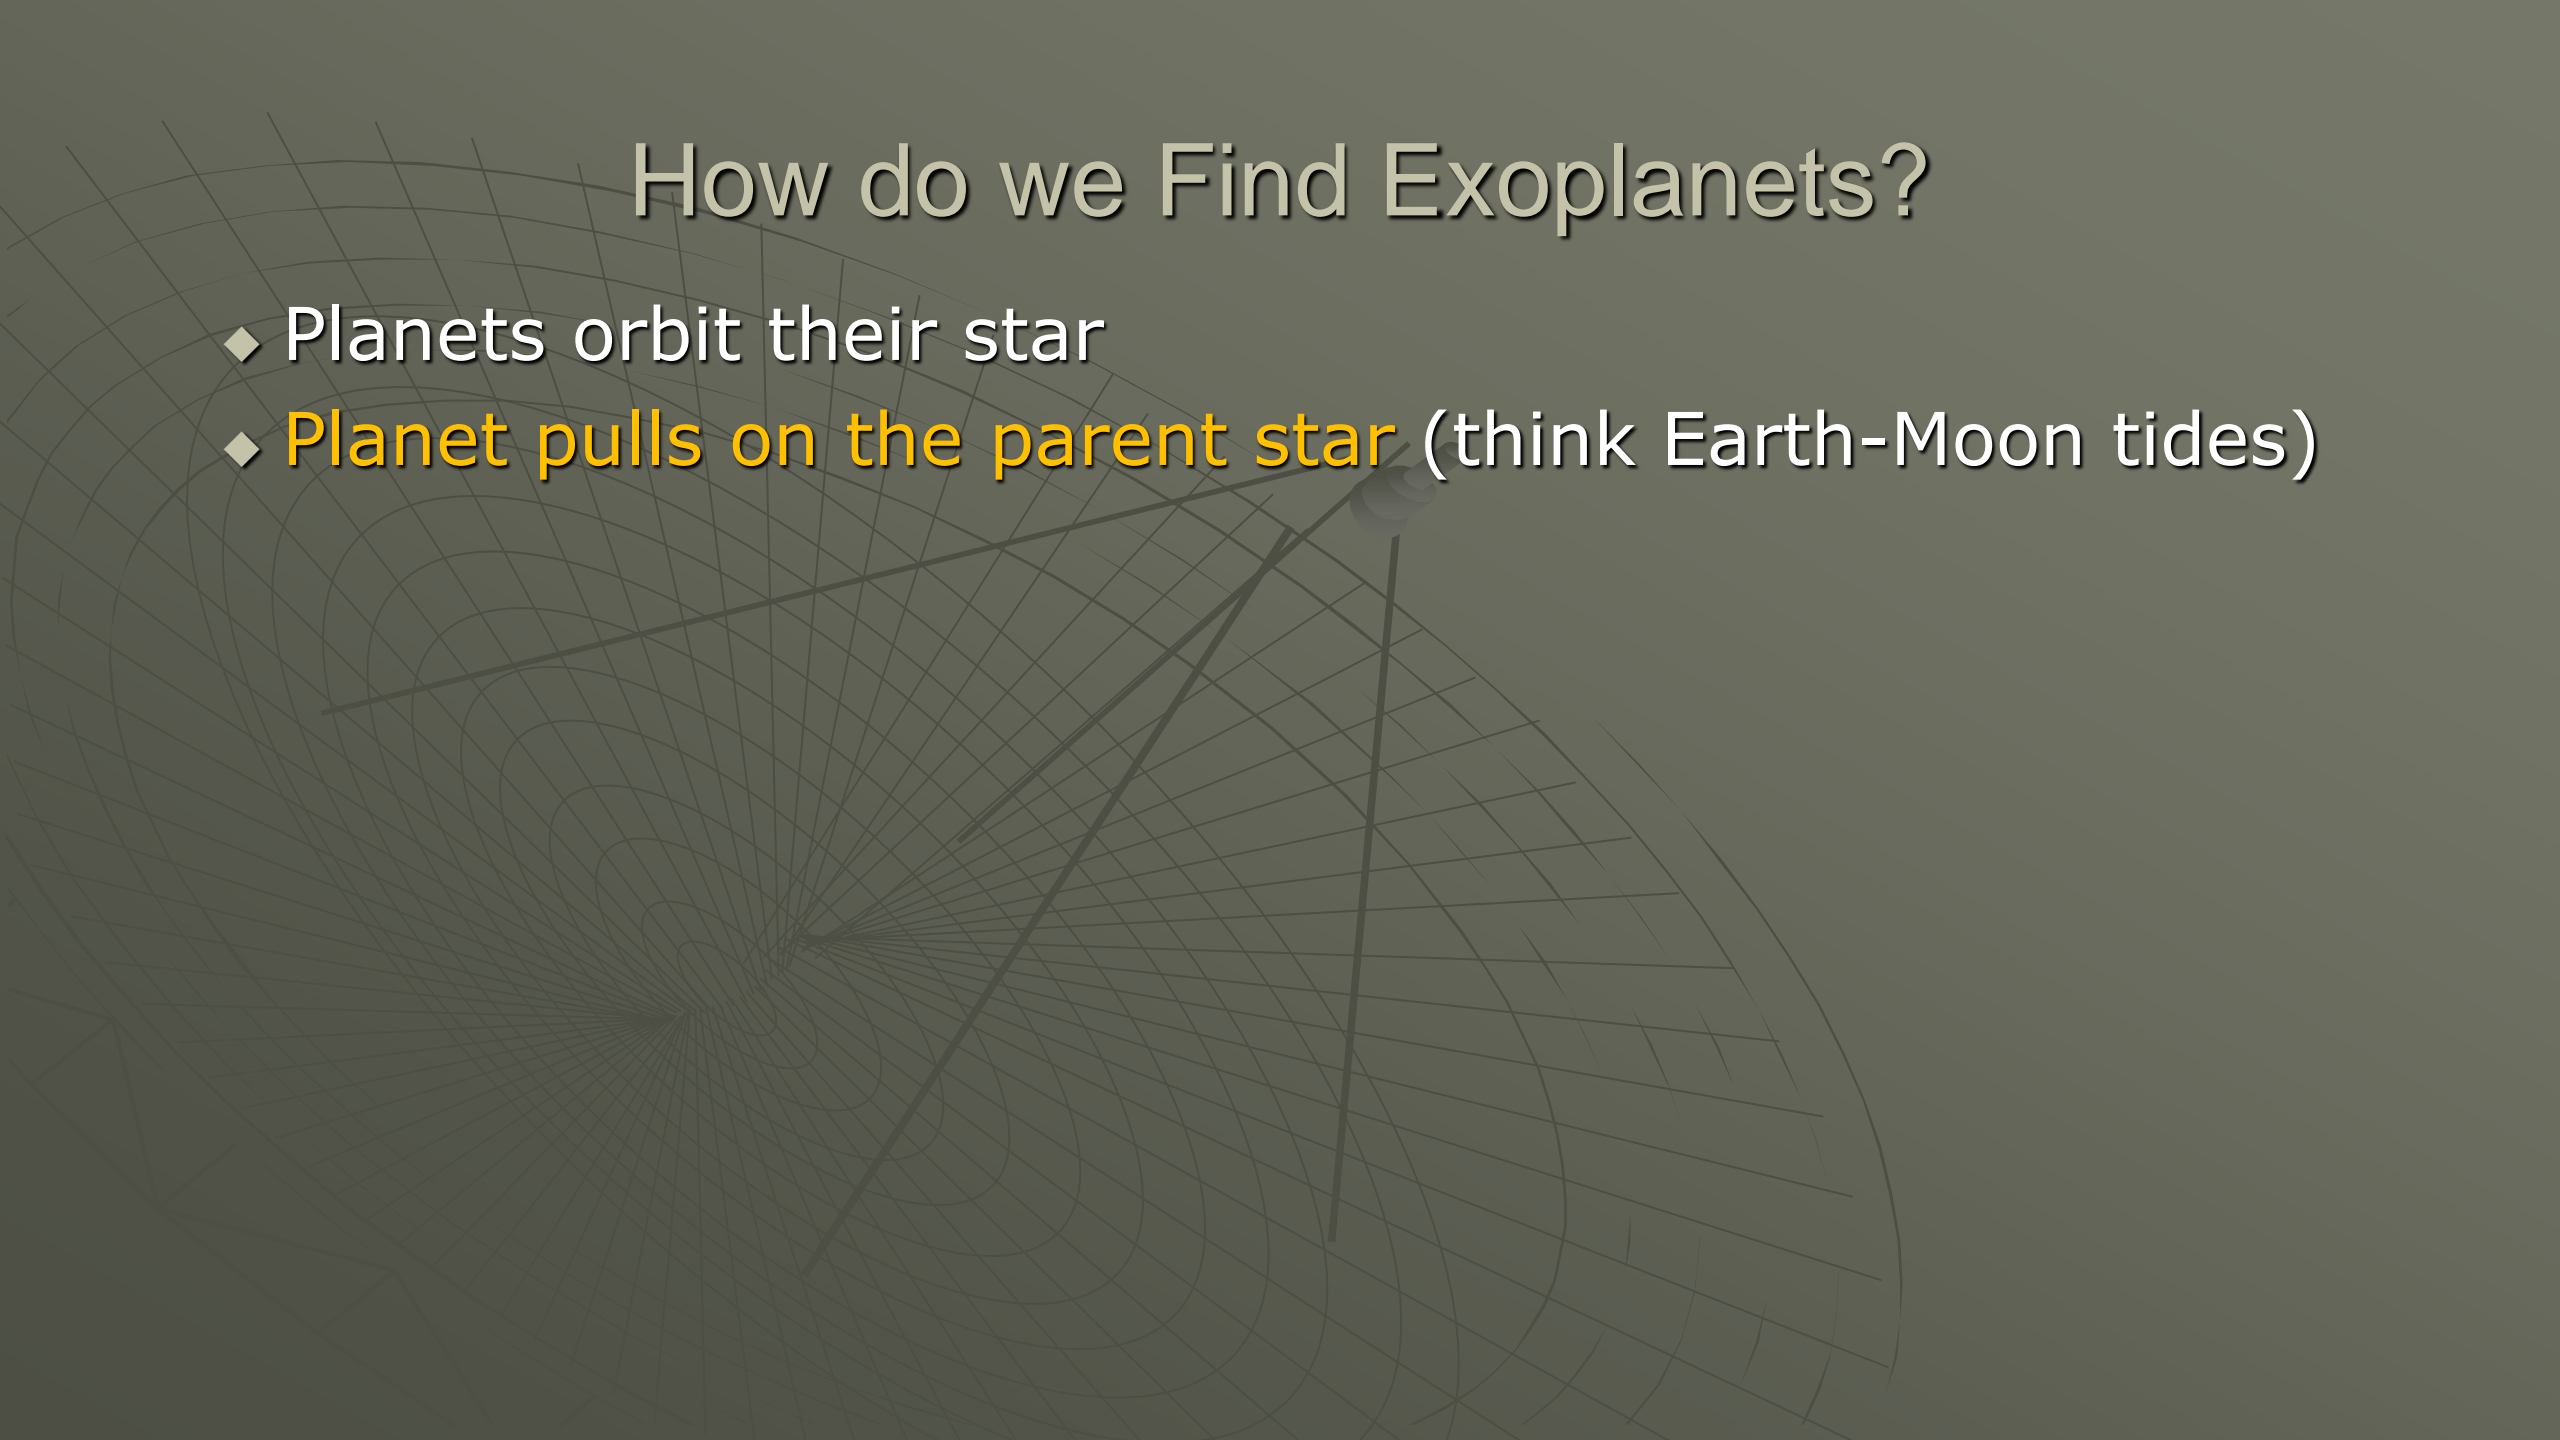 How do we Find Exoplanets?
Planets orbit their star
Planet pulls on the parent star (think Earth-Moon tides)